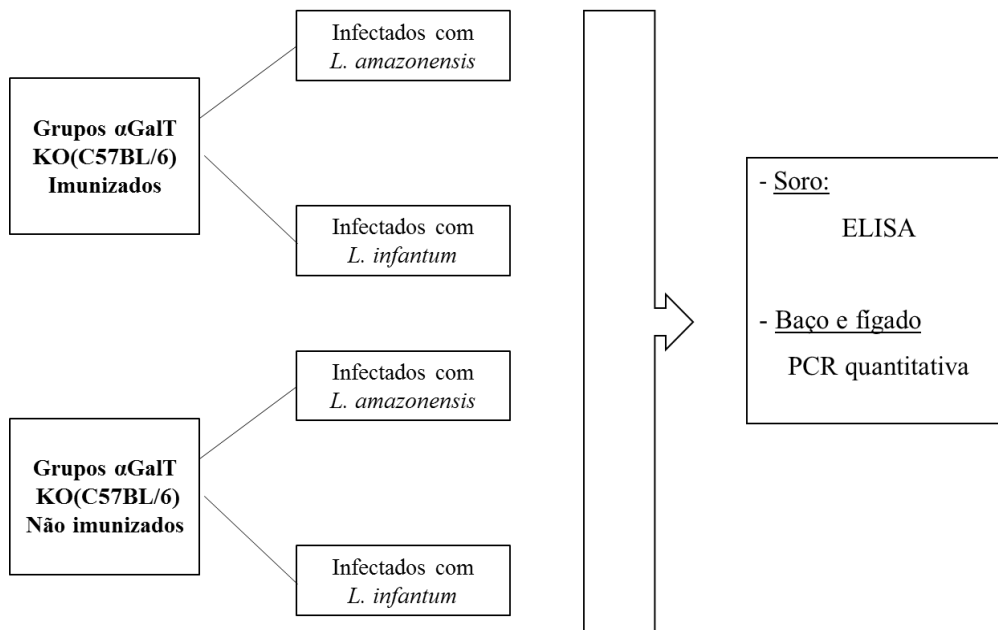 Infectados com
L. amazonensis
Grupos αGalT
KO(C57BL/6)
Imunizados
Infectados com
L. infantum
Infectados com
L. amazonensis
Grupos αGalT
KO(C57BL/6)
Não imunizados
Infectados com
L. infantum
- Soro:
ELISA
- Baço e fígado
PCR quantitativa